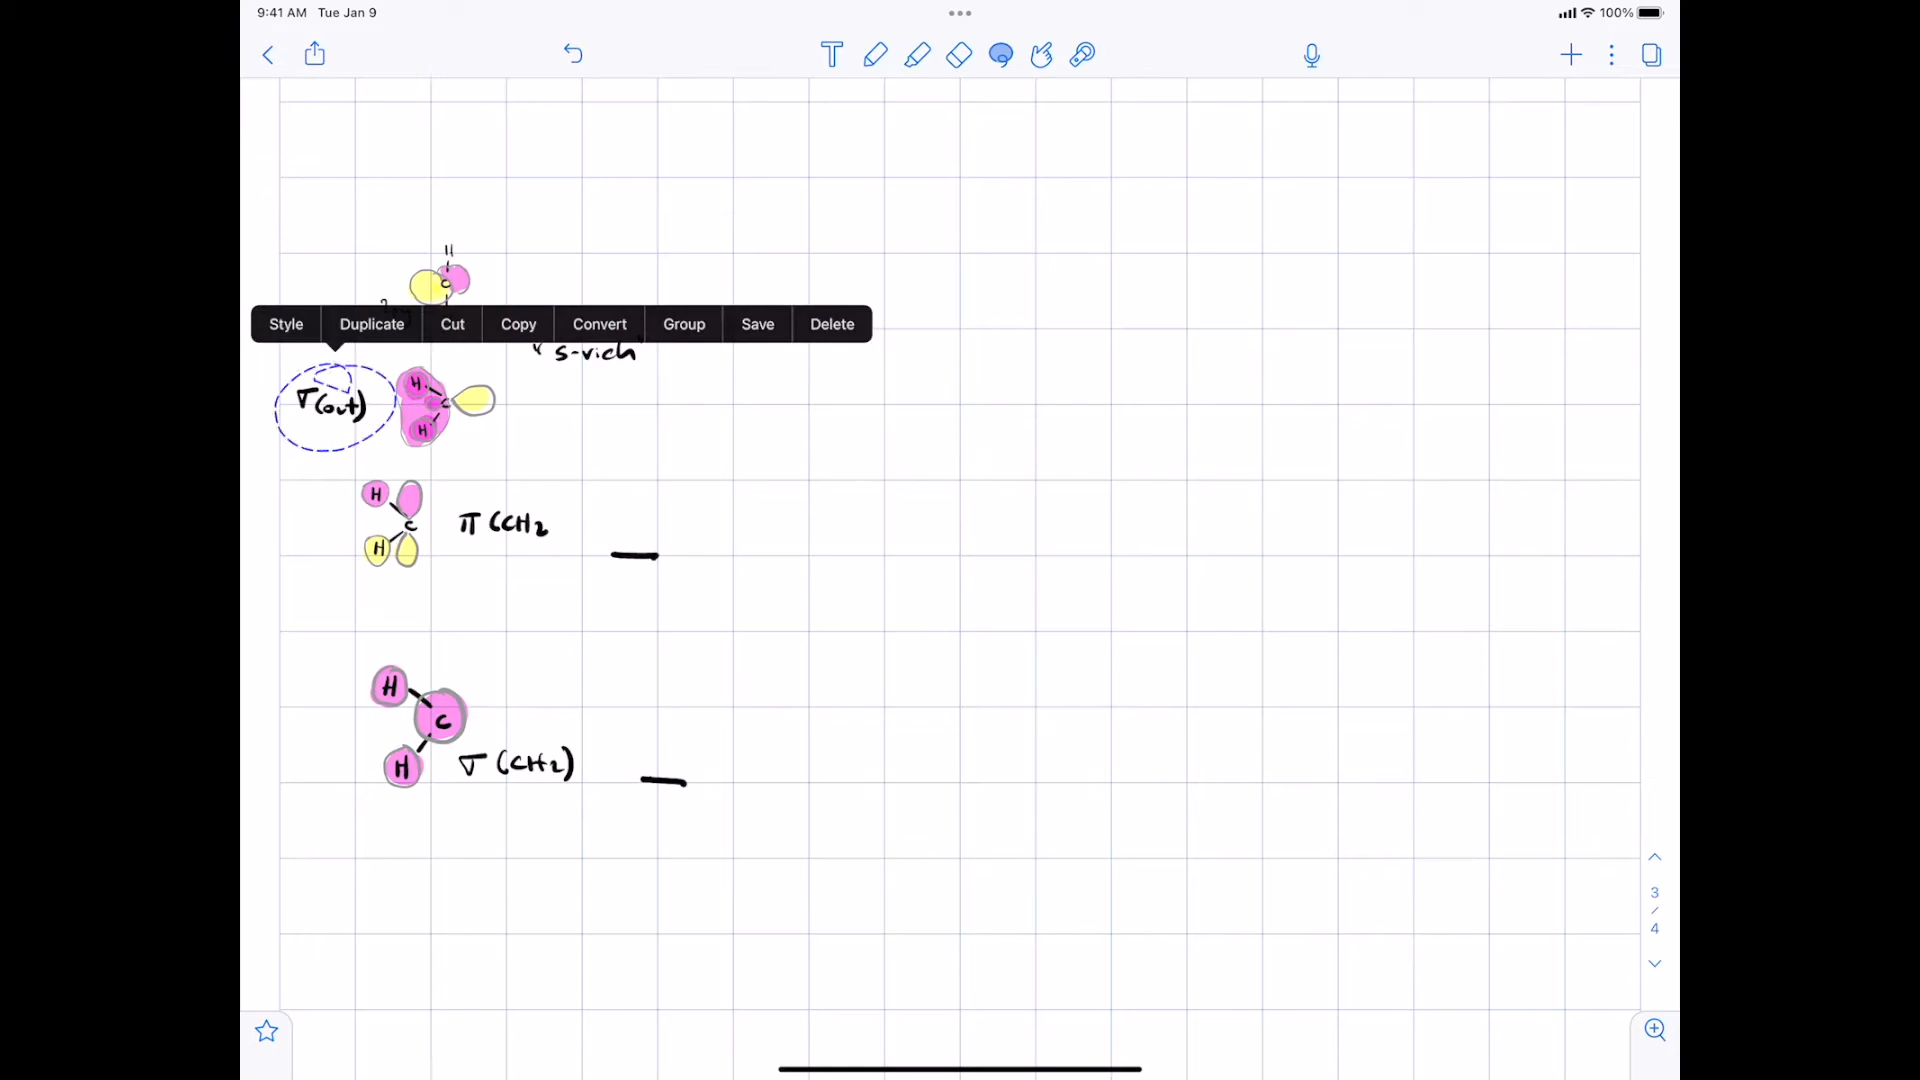 9:41 AM Tue Jan 9
100%
H
O
Style Duplicate Cut Copy Convert Group Save Delete
"s-rich"
σ(out)
H
C
H
H
C
H
π (CH2
H
C
H
σ (CH2)
3
/
4